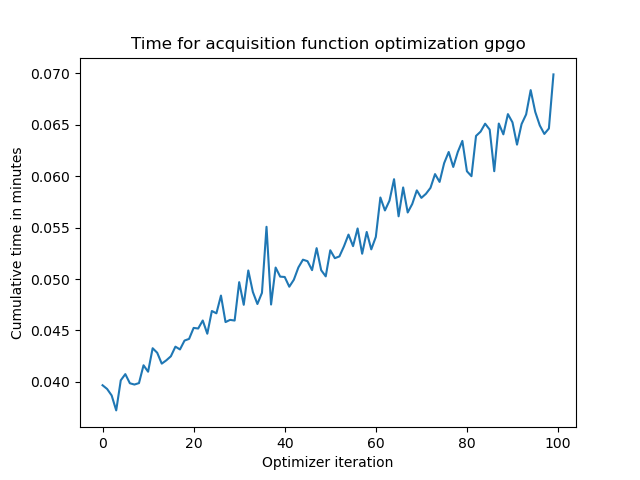 Time for acquisition function optimization gpgo
0.070
0.065
0.060
0.055
0.050
0.045
0.040
Cumulative time in minutes
0 20 40 60 80 100
Optimizer iteration